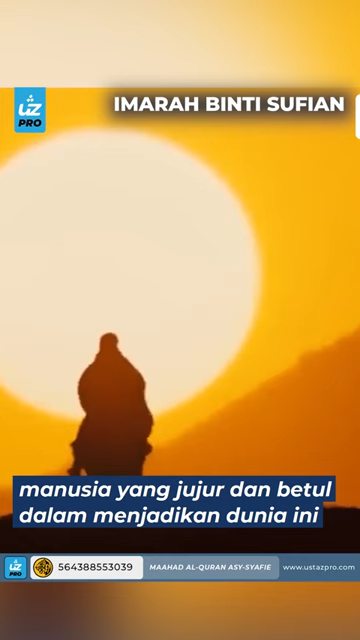 UZ
PRO
IMARAH BINTI SUFIAN
manusia yang jujur dan betul
dalam menjadikan dunia ini
UZ
PRO
564388553039
MAAHAD AL-QURAN ASY-SYAFIE
www.ustazpro.com